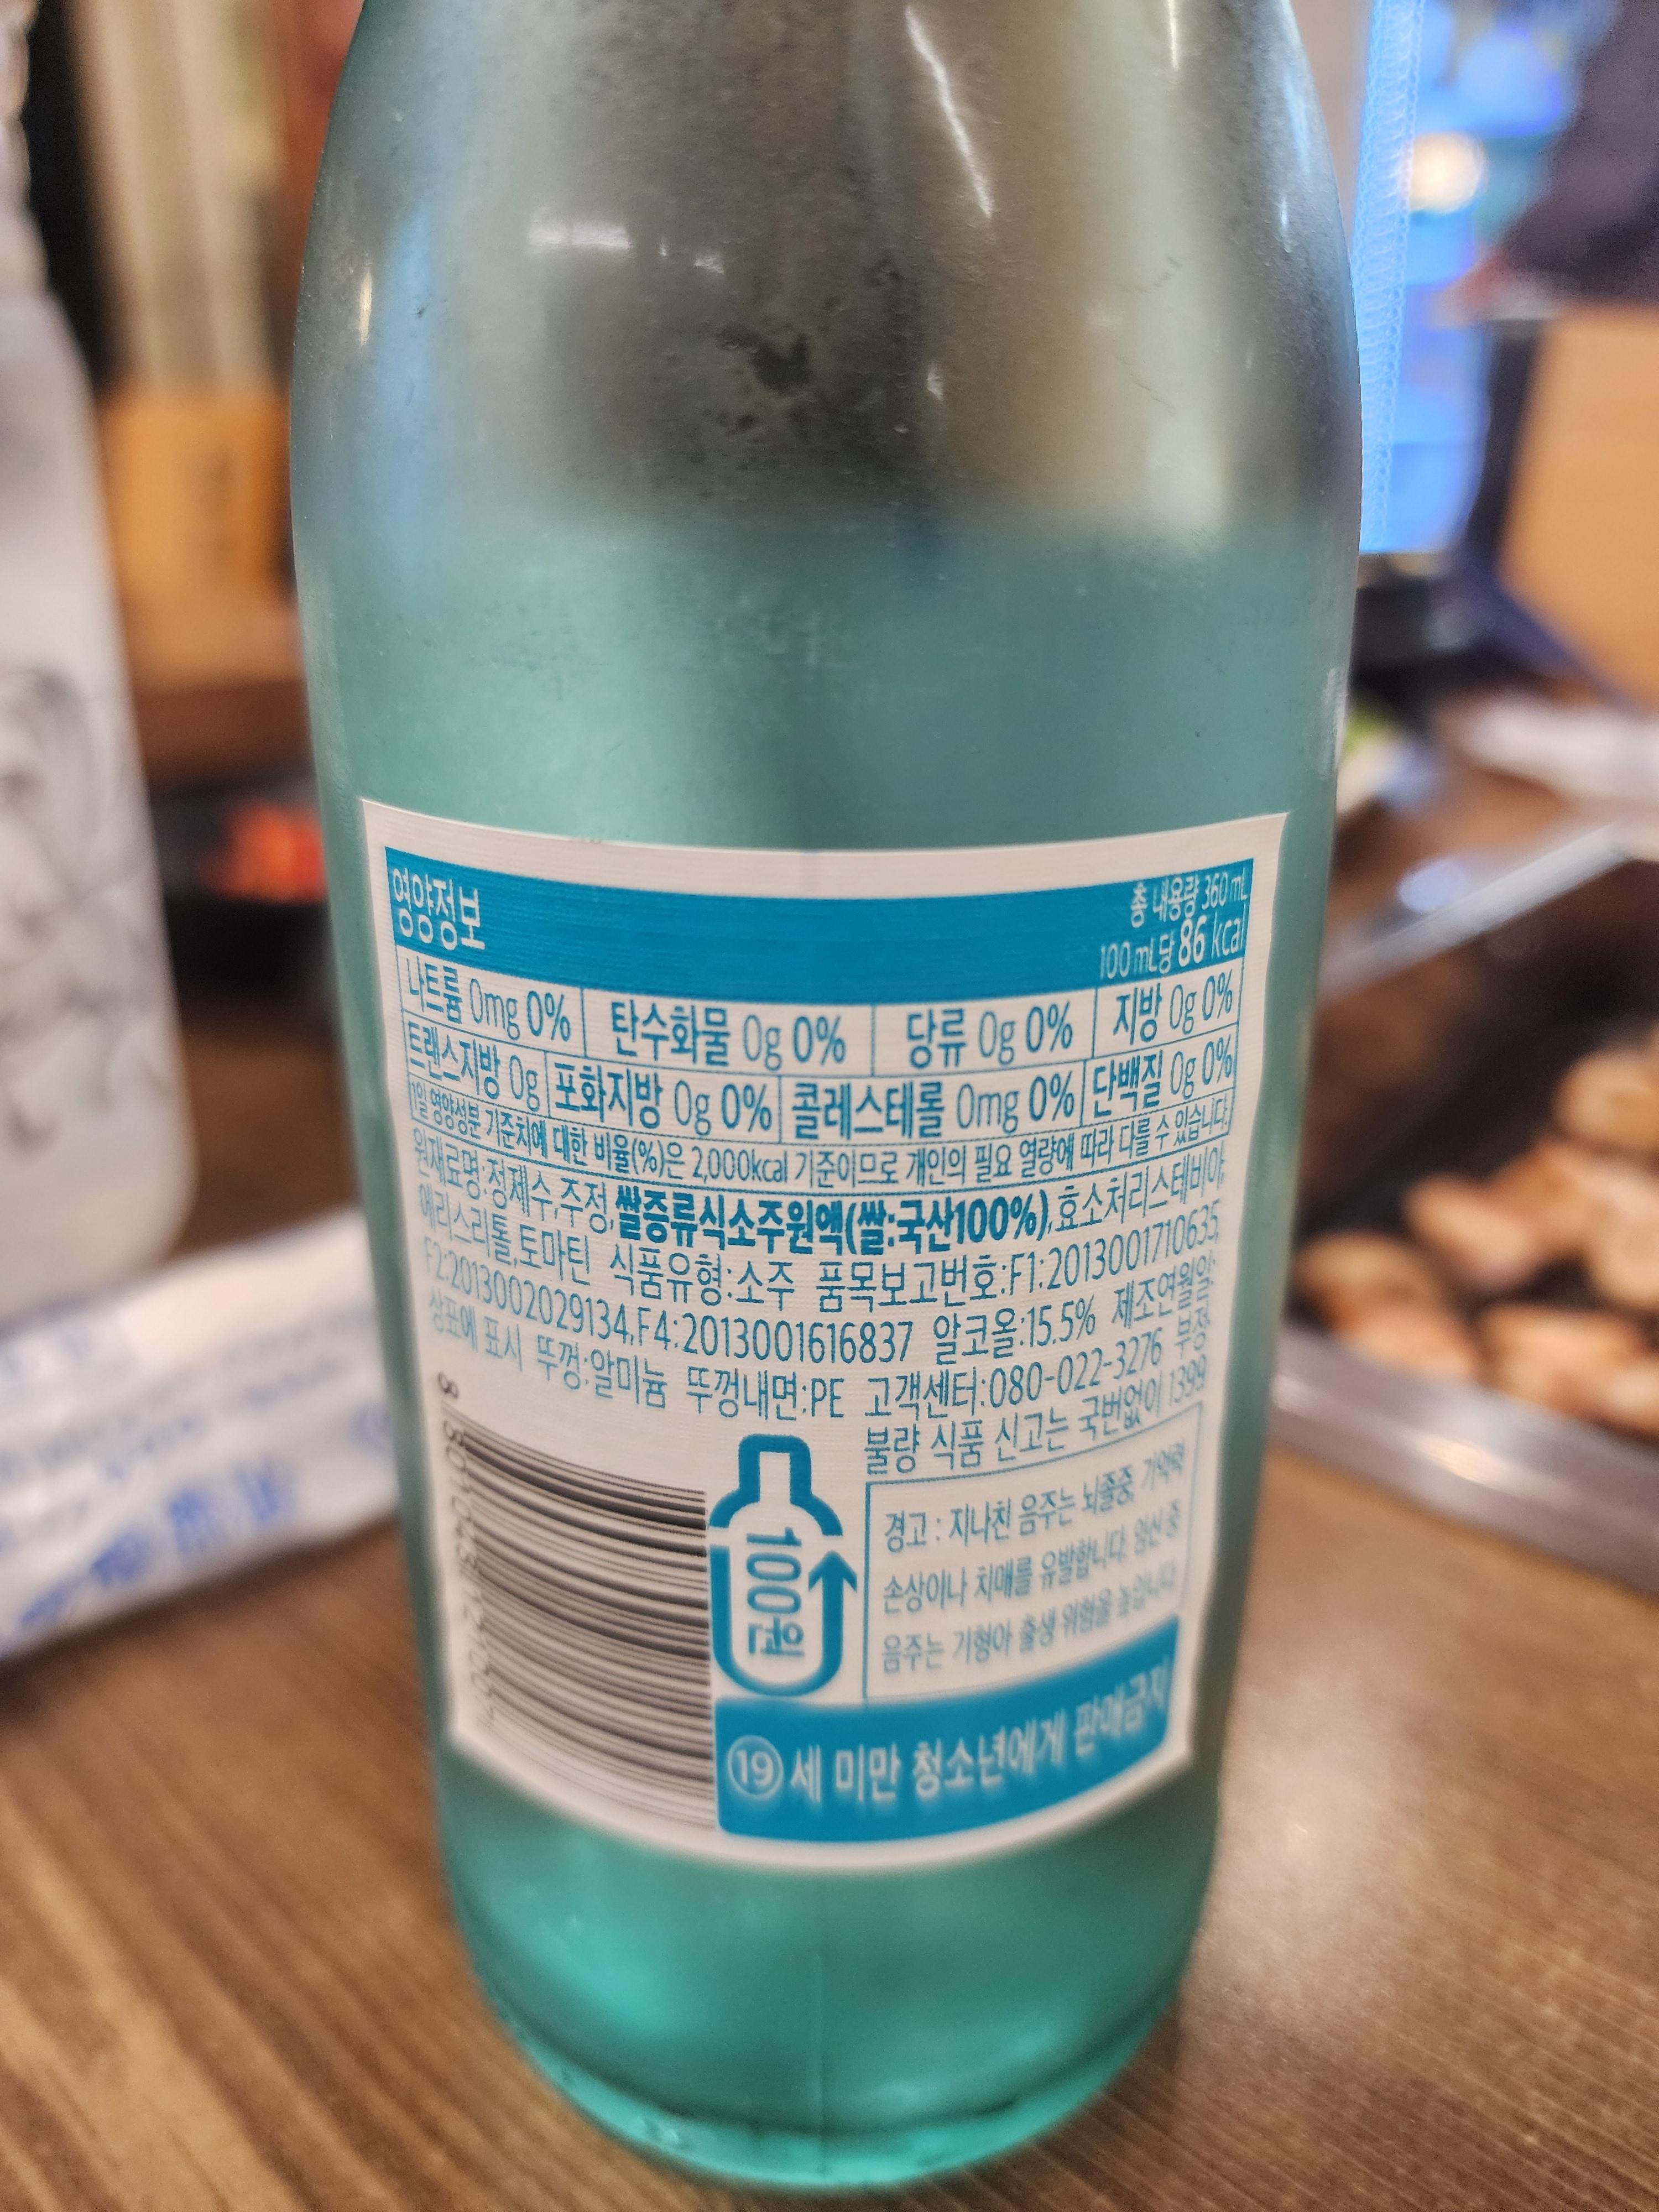 영양정보
총 내용량 360 mL
100 mL당 86 kcal
나트륨 0mg 0% 탄수화물 0g 0% 당류 0g 0% 지방 0g 0%
트랜스지방 0g 포화지방 0g 0% 콜레스테롤 0mg 0% 단백질 0g 0%
1일 영양성분 기준치에 대한 비율(%)은 2,000kcal 기준이므로 개인의 필요 열량에 따라 다를 수 있습니다.
원재료명:정제수,주정,쌀증류식소주원액(쌀:국산100%),효소처리스테비아,
에리스리톨,토마틴 식품유형:소주 품목보고번호:F1:2013001710635,
F2:2013002029134,F4:2013001616837 알코올:15.5% 제조연월일:
상표에 표시 뚜껑:알미늄 뚜껑내면:PE 고객센터:080-022-3276 부정·
불량 식품 신고는 국번없이 1399
100원
경고 : 지나친 음주는 뇌졸중, 기억력
손상이나 치매를 유발합니다. 임신 중
음주는 기형아 출생 위험을 높입니다.
19세 미만 청소년에게 판매금지